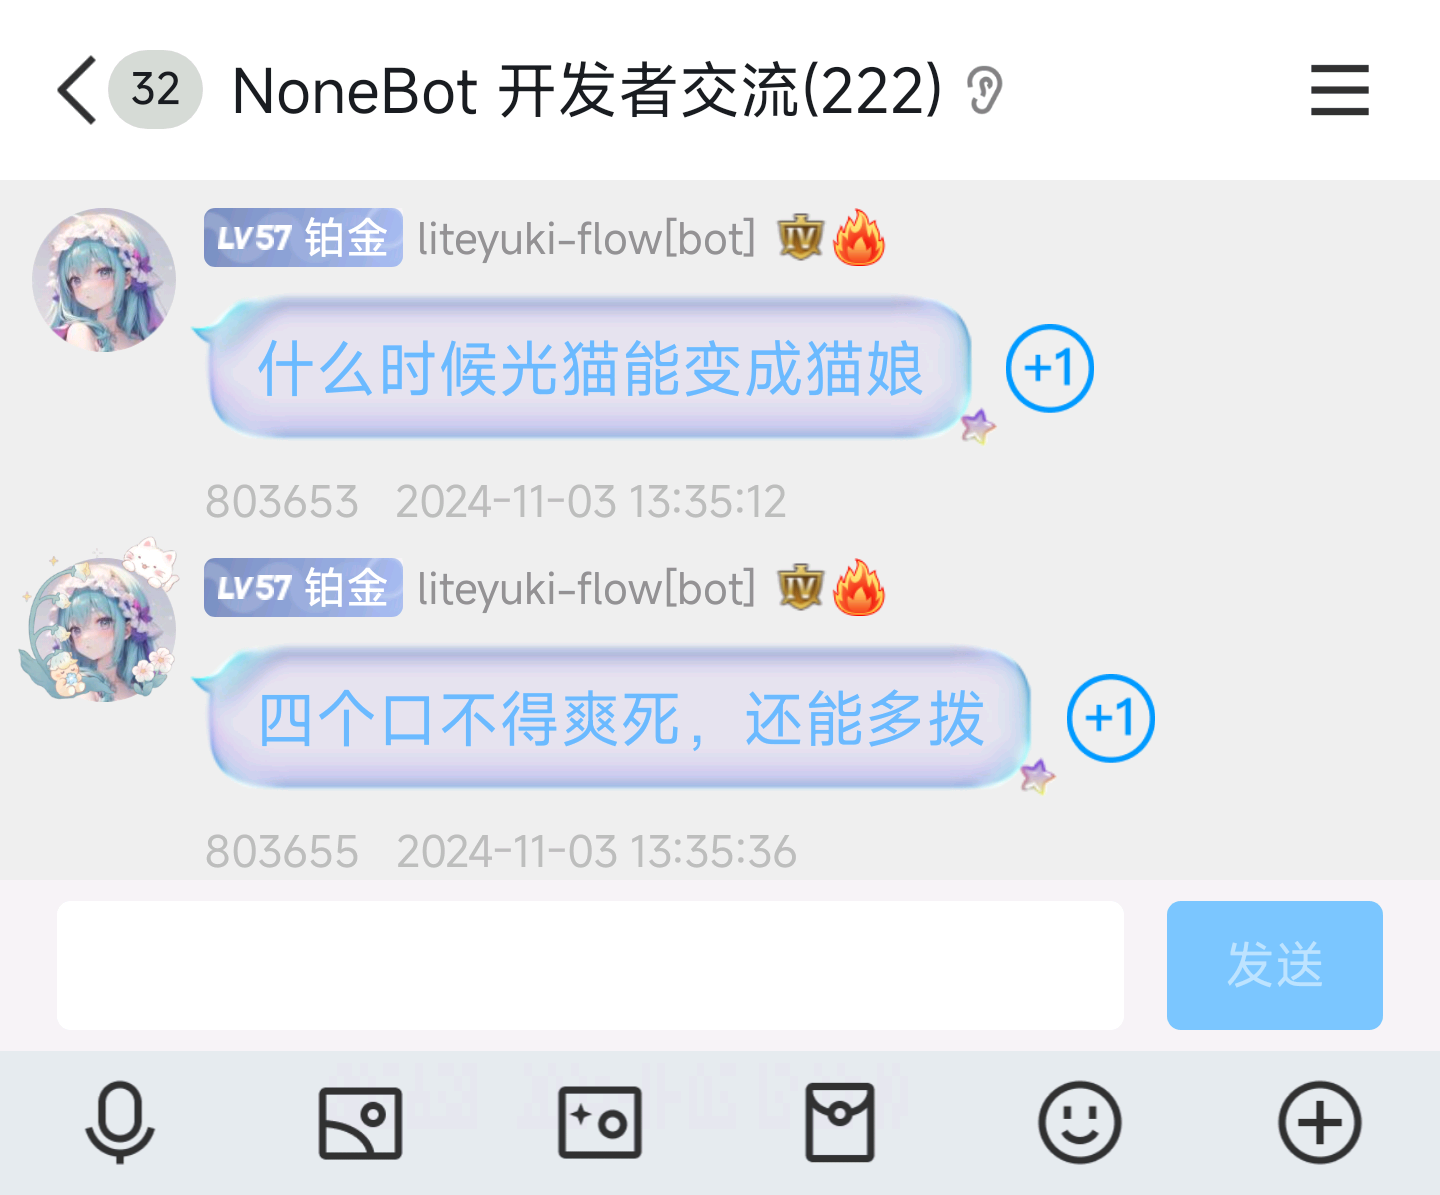 32 NoneBot 开发者交流(222)
LV57 铂金 liteyuki-flow[bot] IV
什么时候光猫能变成猫娘
+1
803653 2024-11-03 13:35:12
LV57 铂金 liteyuki-flow[bot] IV
四个口不得爽死，还能多拨
+1
803655 2024-11-03 13:35:36
发送